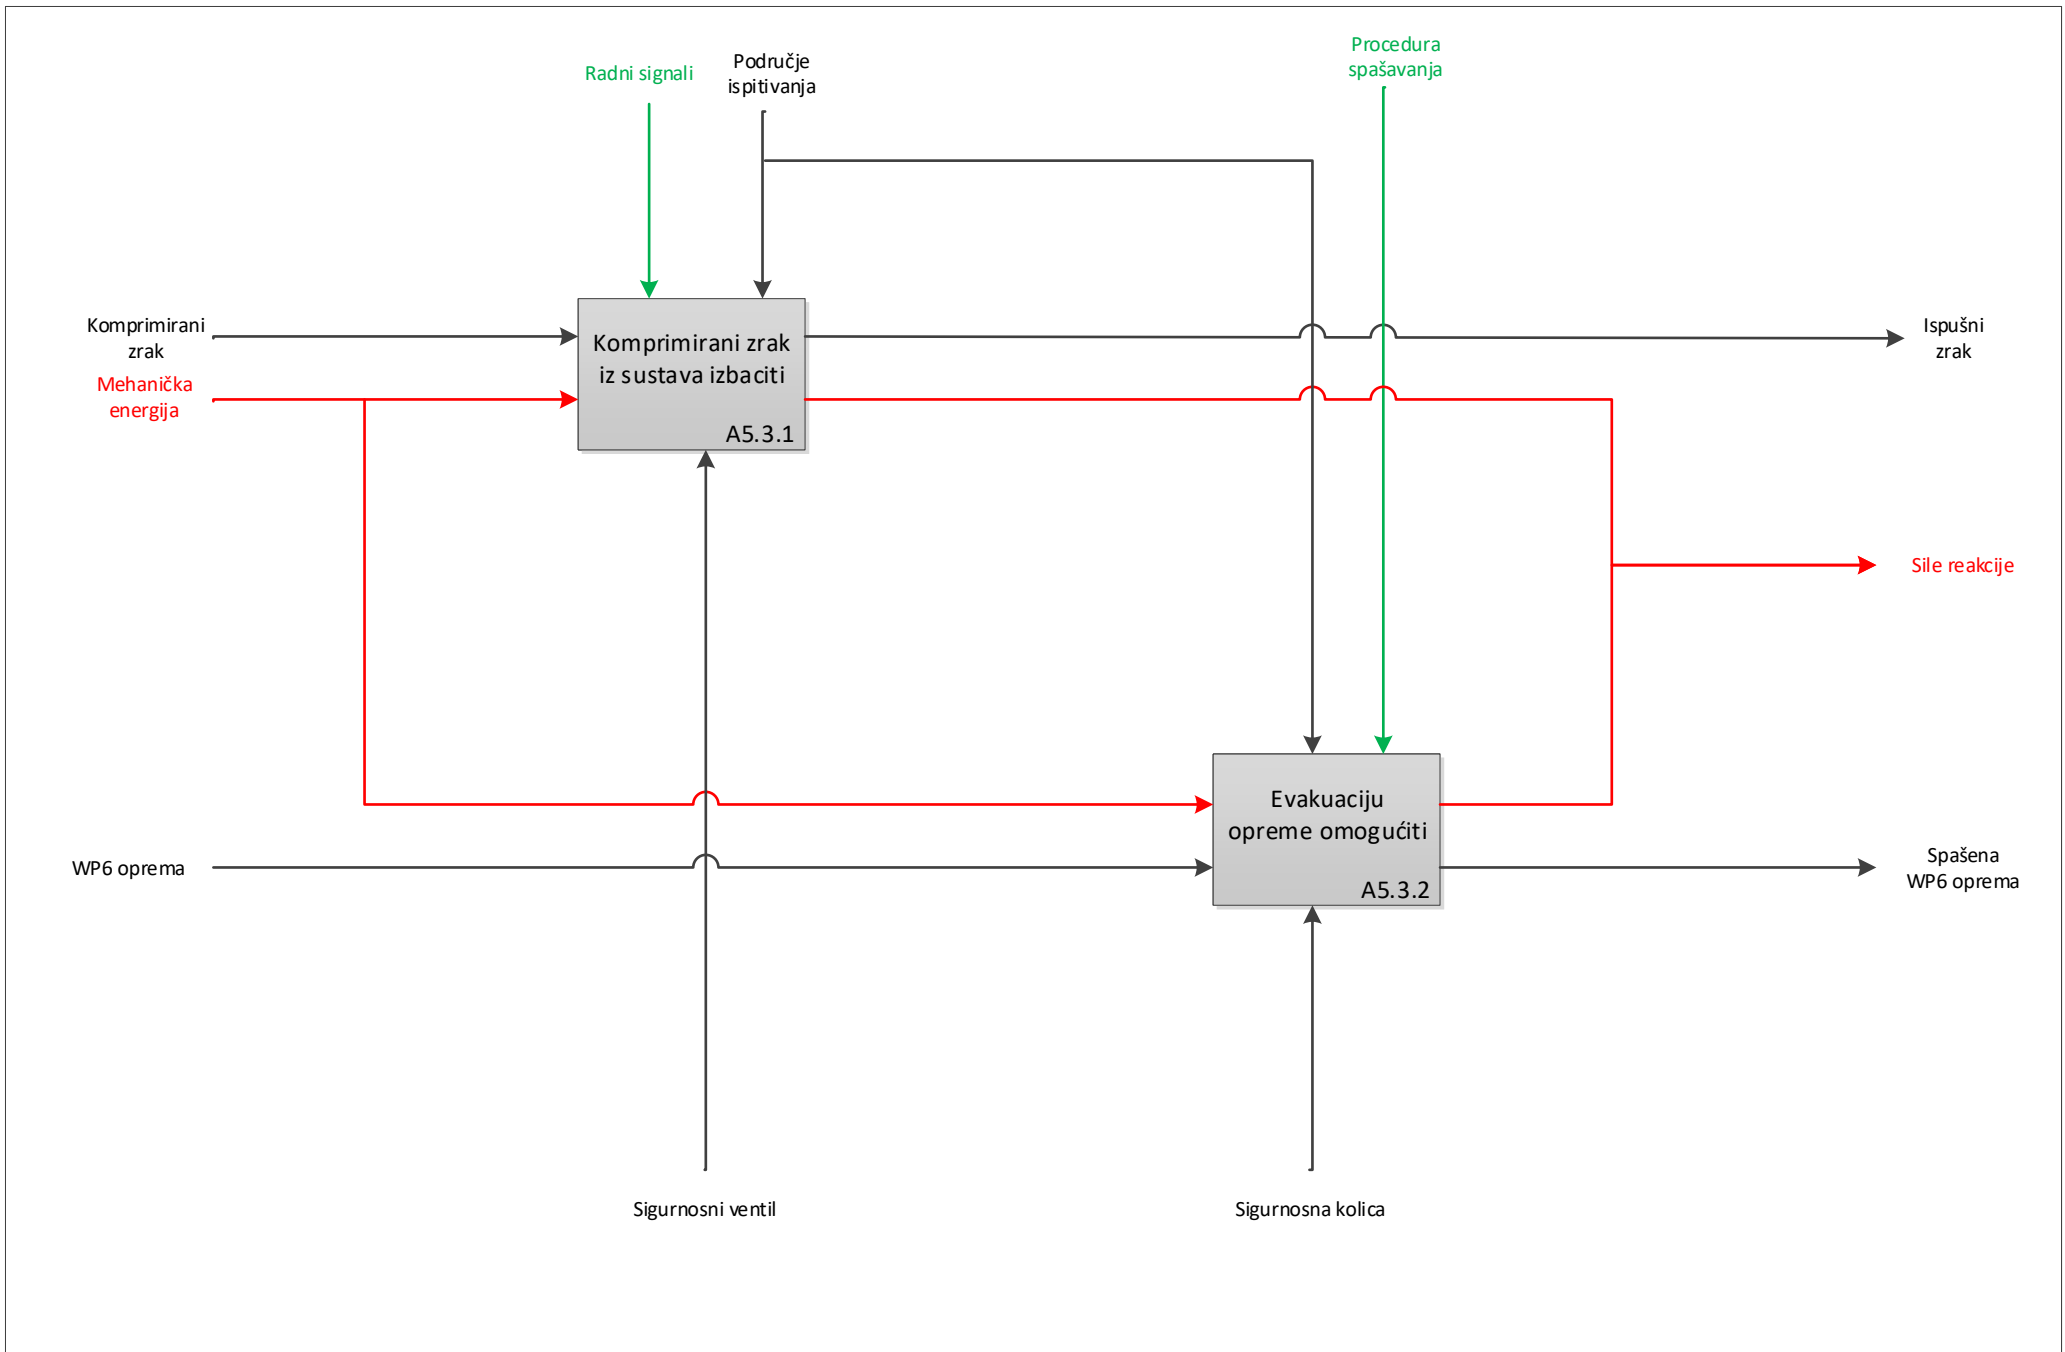 Radni signali
Područje
ispitivanja
Procedura
spašavanja
Komprimirani
zrak
Mehanička
energija
Komprimirani zrak
iz sustava izbaciti
A5.3.1
Ispušni
zrak
Sile reakcije
WP6 oprema
Evakuaciju
opreme omogućiti
A5.3.2
Spašena
WP6 oprema
Sigurnosni ventil
Sigurnosna kolica